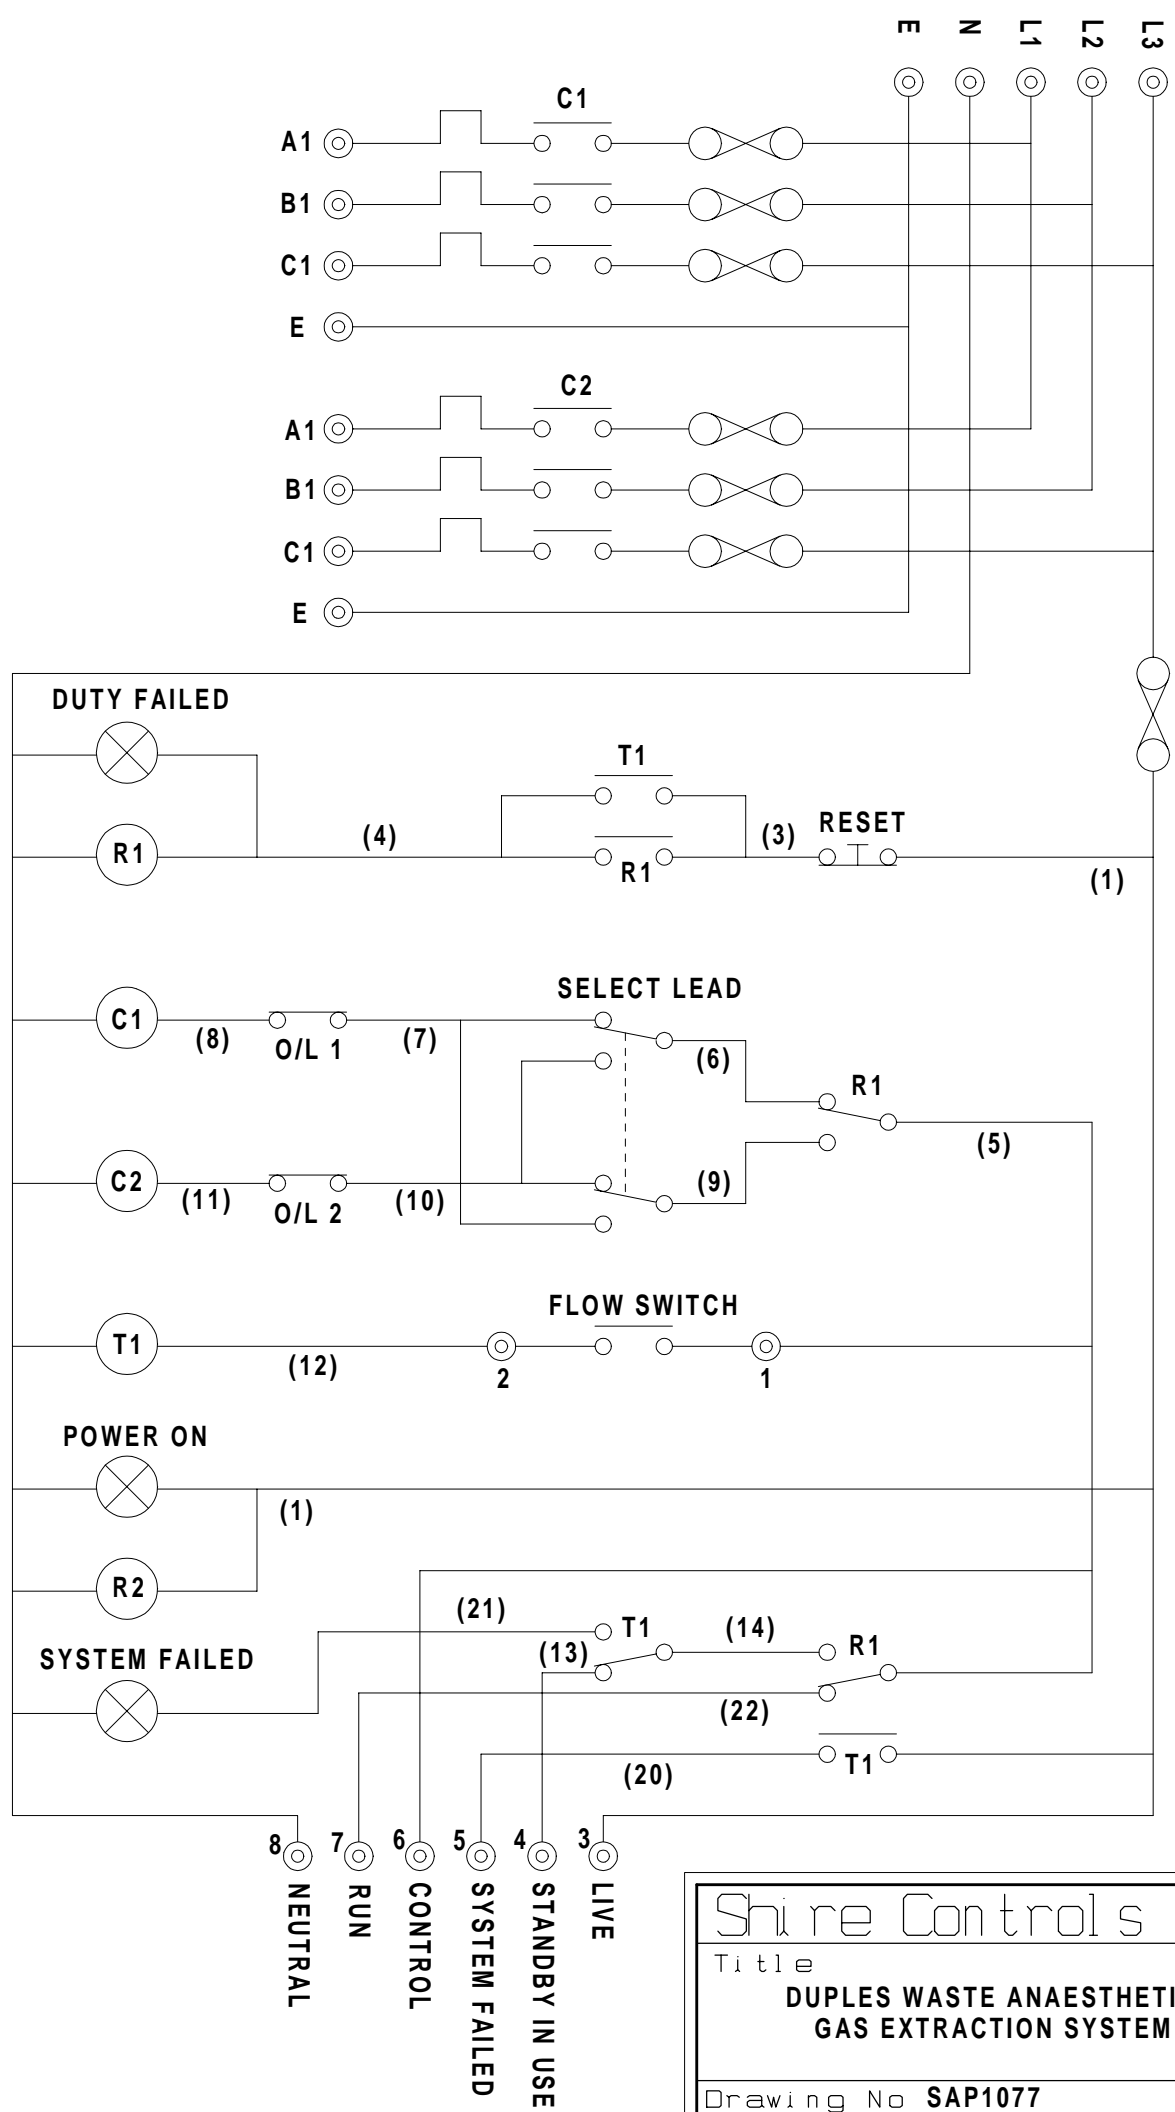 E N L1 L2 L3
C1
A1
B1
C1
E
C2
A1
B1
C1
E
DUTY FAILED
T1
R1
(4)
R1
(3)
RESET
(1)
SELECT LEAD
C1
(8)
O/L 1
(7)
(6)
R1
(5)
C2
(11)
O/L 2
(10)
(9)
FLOW SWITCH
T1
(12)
2
1
POWER ON
(1)
R2
(21)
T1
(14)
R1
SYSTEM FAILED
(13)
(22)
(20)
T1
8 7 6 5 4 3
NEUTRAL
RUN
CONTROL
SYSTEM FAILED
STANDBY IN USE
LIVE
Shire Controls
Title
DUPLES WASTE ANAESTHETI
GAS EXTRACTION SYSTEM
Drawing No SAP1077